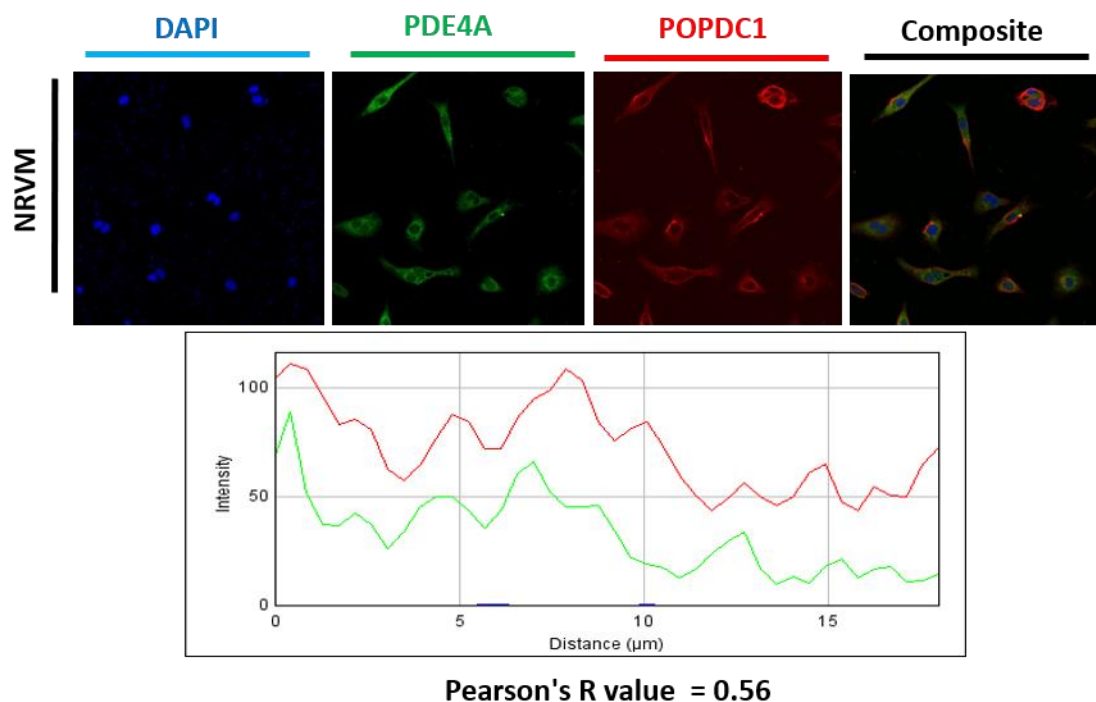 DAPI PDE4A POPDC1 Composite
NRVM
100
50
0
Intensity
0 5 10 15
Distance (µm)
Pearson's R value = 0.56